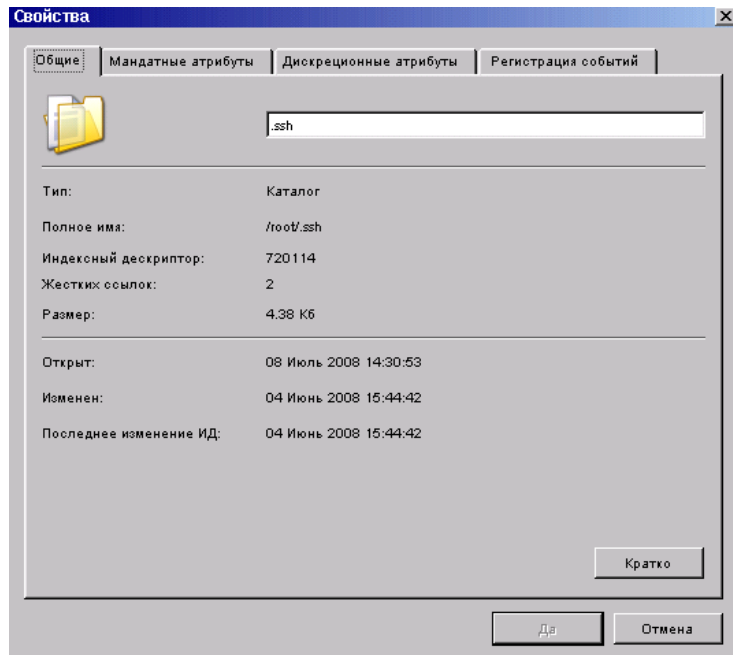 Свойства
Общие Мандатные атрибуты Дискреционные атрибуты Регистрация событий
.ssh
Тип: Каталог
Полное имя: /root/.ssh
Индексный дескриптор: 720114
Жестких ссылок: 2
Размер: 4.38 Кб
Открыт: 08 Июль 2008 14:30:53
Изменен: 04 Июнь 2008 15:44:42
Последнее изменение ИД: 04 Июнь 2008 15:44:42
Кратко
Да Отмена